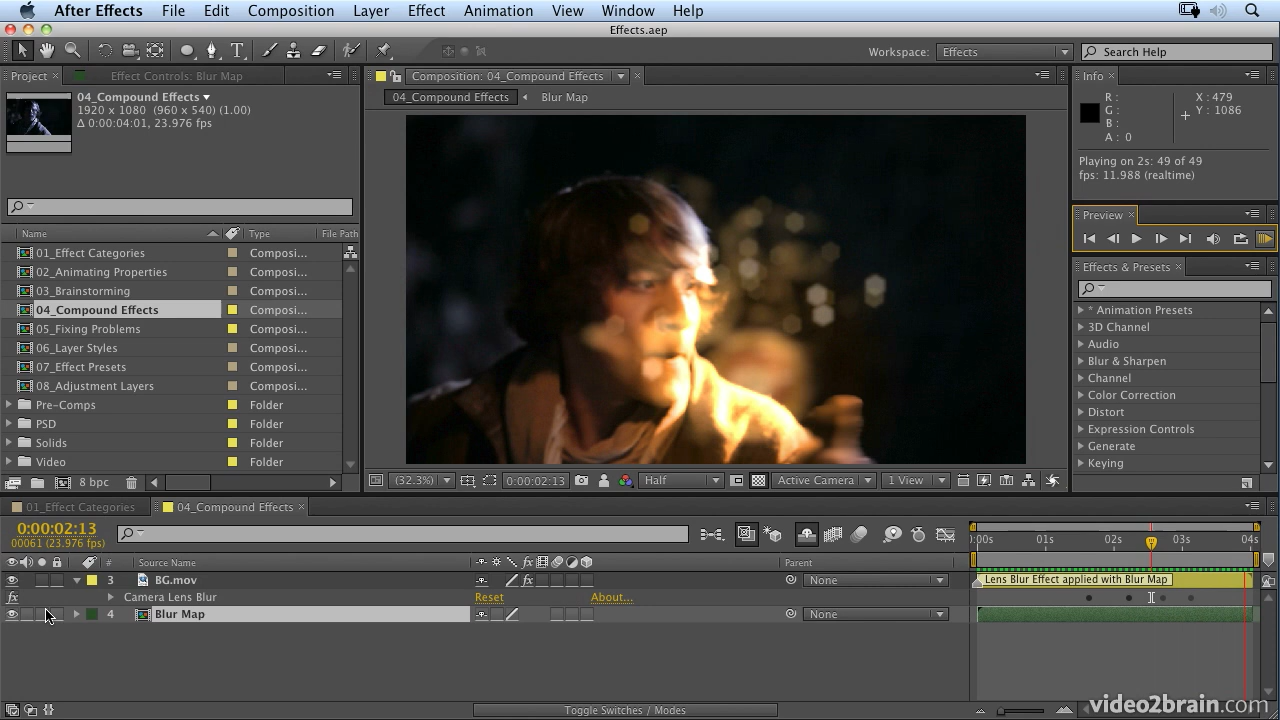 After Effects File Edit Composition Layer Effect Animation View Window Help
Effects.aep
Workspace: Effects Search Help
Project Effect Controls: Blur Map
04_Compound Effects
1920 x 1080 (960 x 540) (1.00)
Δ 0:00:04:01, 23.976 fps
Name Type File Path
01_Effect Categories Composi...
02_Animating Properties Composi...
03_Brainstorming Composi...
04_Compound Effects Composi...
05_Fixing Problems Composi...
06_Layer Styles Composi...
07_Effect Presets Composi...
08_Adjustment Layers Composi...
Pre-Comps Folder
PSD Folder
Solids Folder
Video Folder
8 bpc
Composition: 04_Compound Effects
04_Compound Effects Blur Map
(32.3%) 0:00:02:13 Half Active Camera 1 View
Info
R :
G :
B :
A : 0
X : 479
Y : 1086
Playing on 2s: 49 of 49
fps: 11.988 (realtime)
Preview
Effects & Presets
* Animation Presets
3D Channel
Audio
Blur & Sharpen
Channel
Color Correction
Distort
Expression Controls
Generate
Keying
01_Effect Categories 04_Compound Effects
0:00:02:13
00061 (23.976 fps)
):00s 01s 02s 03s 04s
# Source Name fx Parent
3 BG.mov fx None
Lens Blur Effect applied with Blur Map
fx Camera Lens Blur Reset About...
4 Blur Map None
Toggle Switches / Modes
video2brain.com